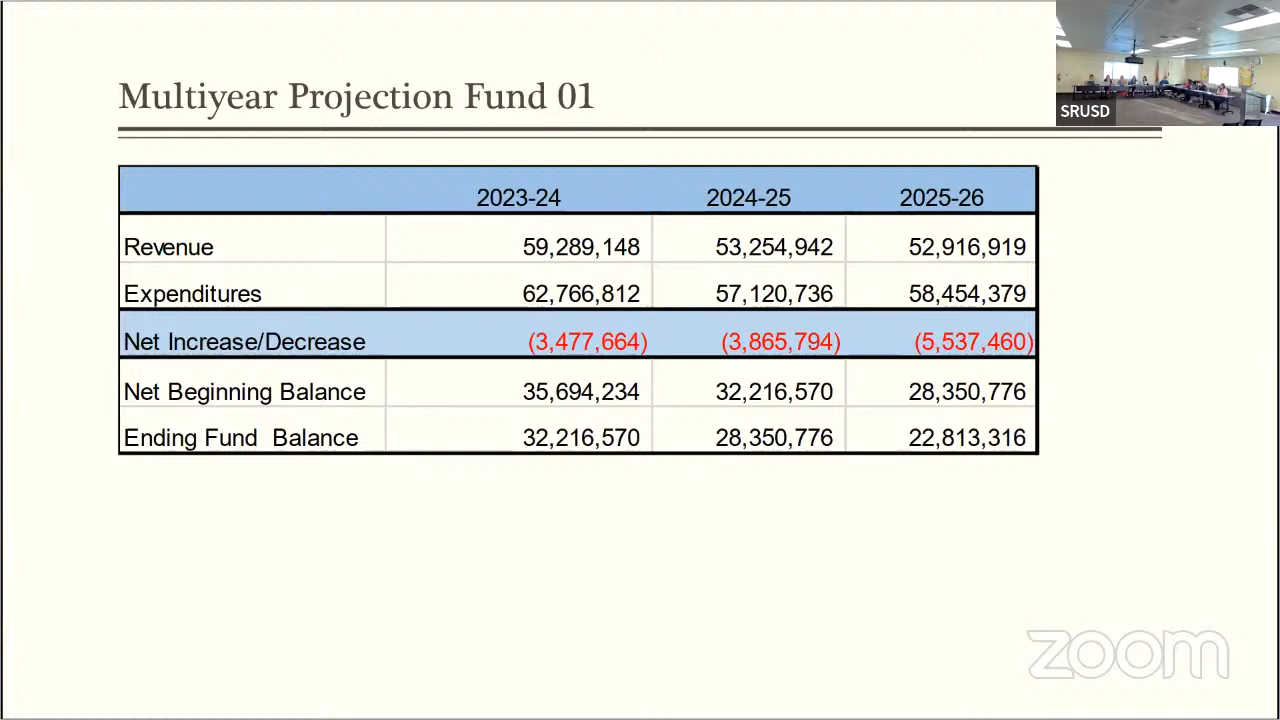 SRUSD
Multiyear Projection Fund 01
2023-24 2024-25 2025-26
Revenue 59,289,148 53,254,942 52,916,919
Expenditures 62,766,812 57,120,736 58,454,379
Net Increase/Decrease (3,477,664) (3,865,794) (5,537,460)
Net Beginning Balance 35,694,234 32,216,570 28,350,776
Ending Fund  Balance 32,216,570 28,350,776 22,813,316
zoom